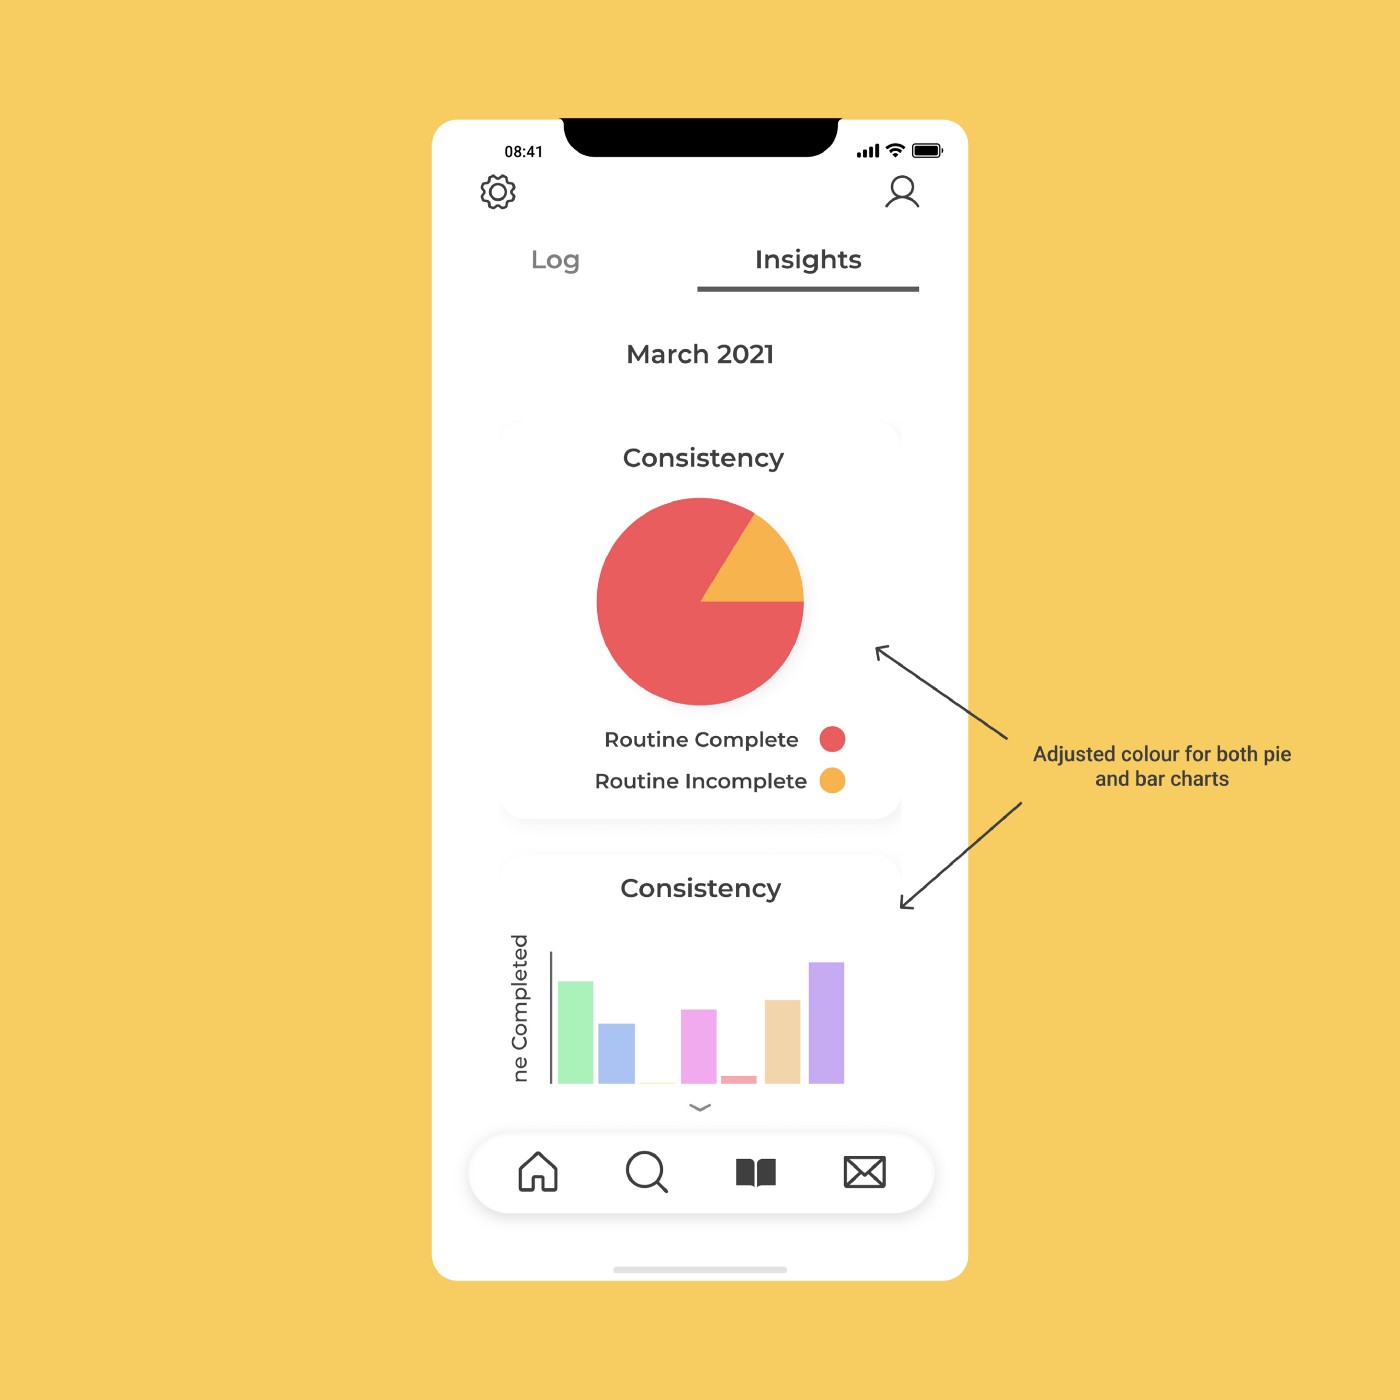 08:41
Log
Insights
March 2021
Consistency
Routine Complete
Routine Incomplete
Adjusted colour for both pie
and bar charts
Consistency
ne Completed